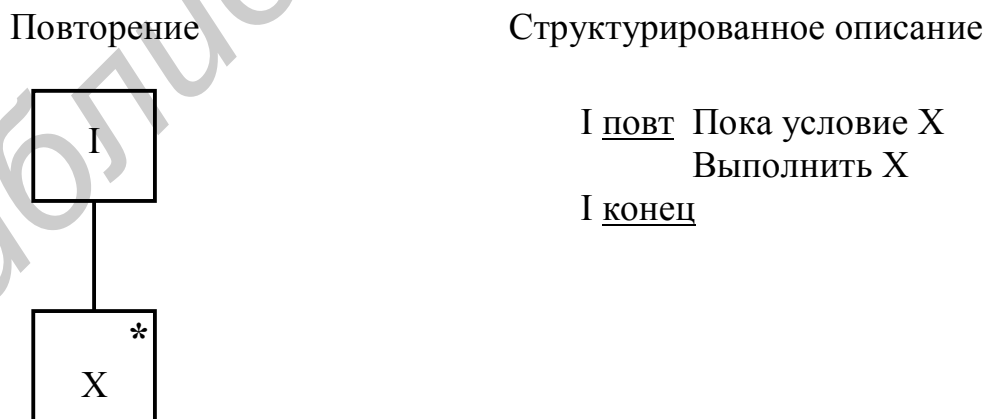 Повторение
Структурированное описание
I
I повт Пока условие X
Выполнить X
I конец
*
X